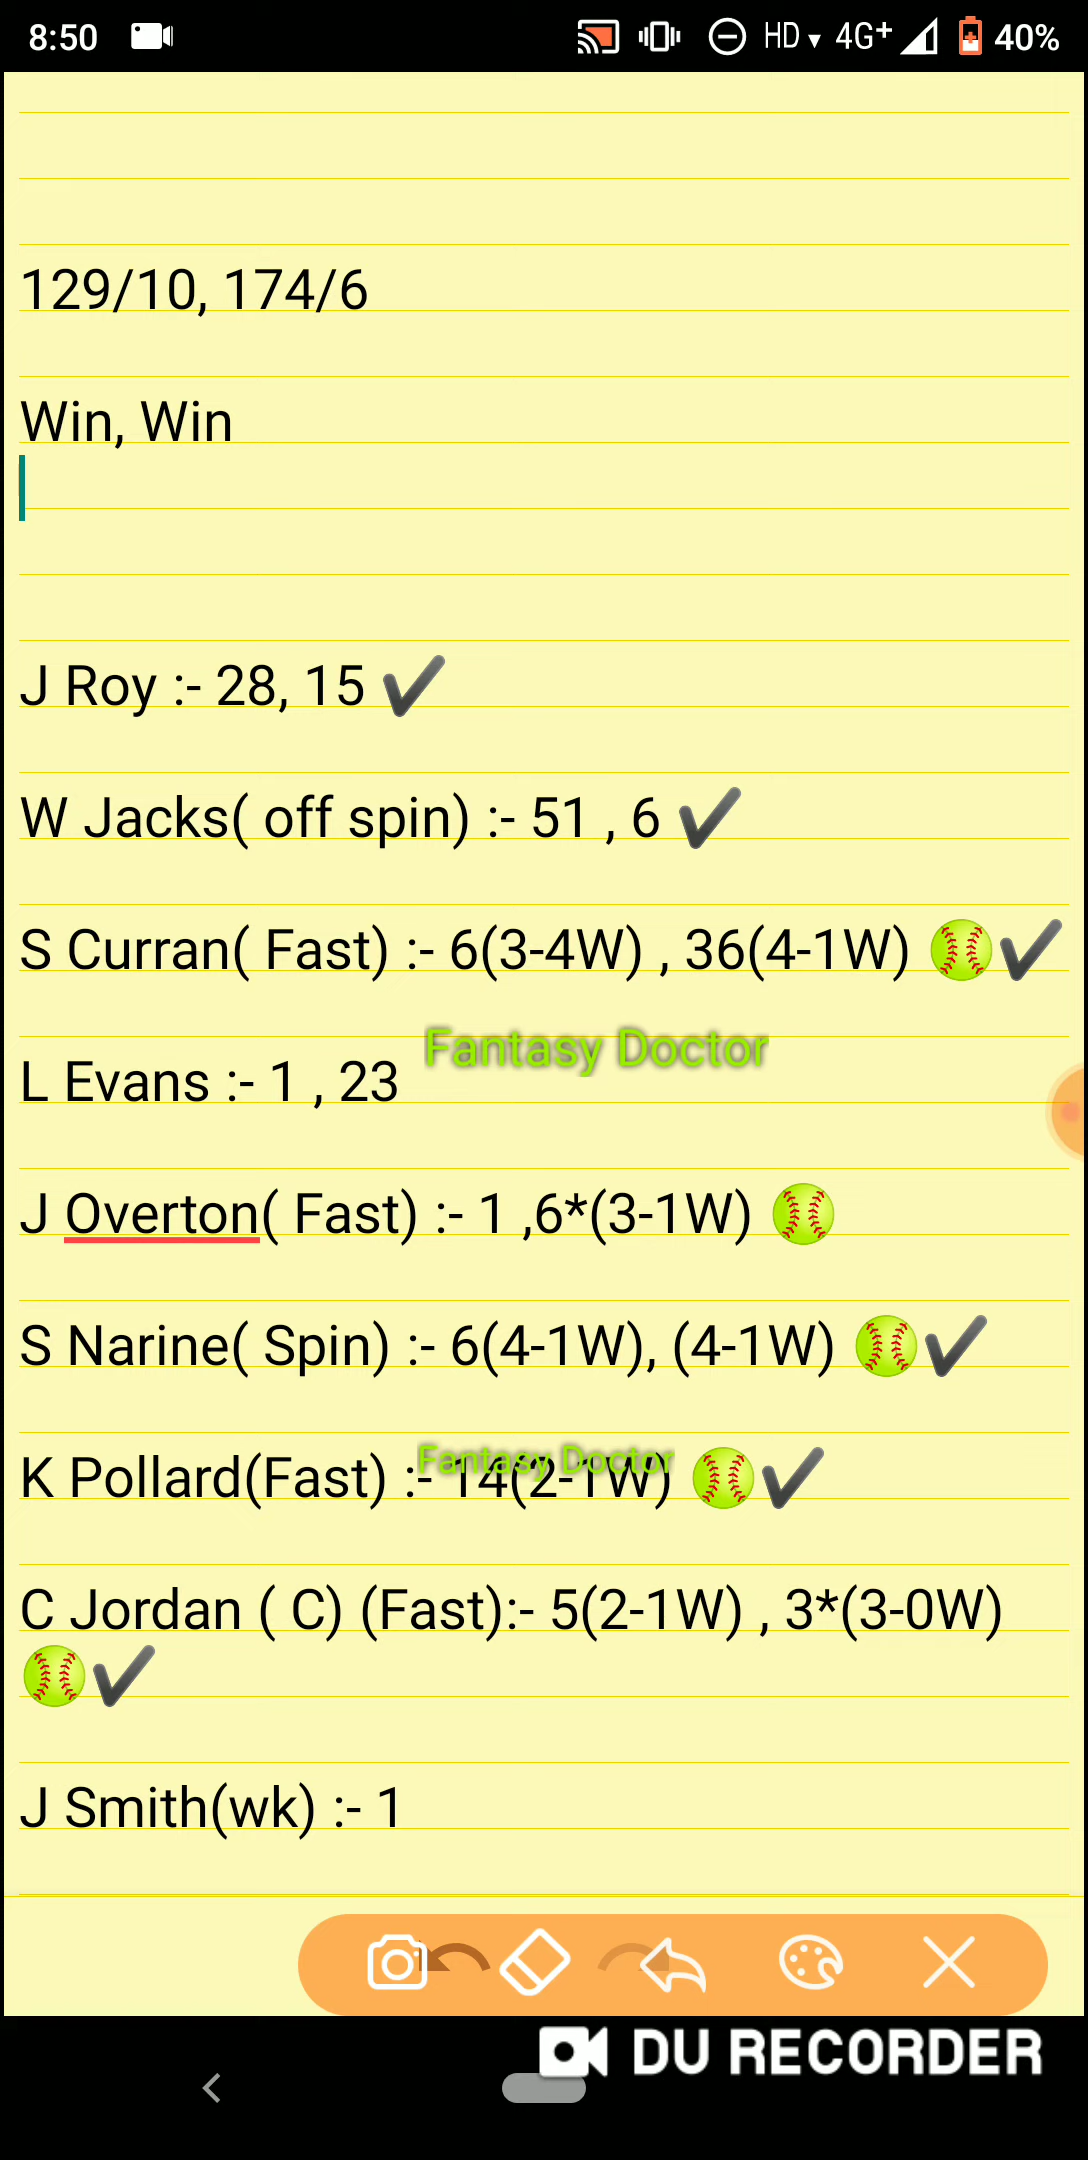 8:50 HD 4G+ 40%
129/10, 174/6
Win, Win
J Roy :- 28, 15 ✔
W Jacks( off spin) :- 51 , 6 ✔
S Curran( Fast) :- 6(3-4W) , 36(4-1W) 🥎✔
Fantasy Doctor
L Evans :- 1 , 23
J Overton( Fast) :- 1 ,6*(3-1W) 🥎
S Narine( Spin) :- 6(4-1W), (4-1W) 🥎✔
Fantasy Doctor
K Pollard(Fast) :- 14(2-1W) 🥎✔
C Jordan ( C) (Fast):- 5(2-1W) , 3*(3-0W)
🥎✔
J Smith(wk) :- 1
DU RECORDER